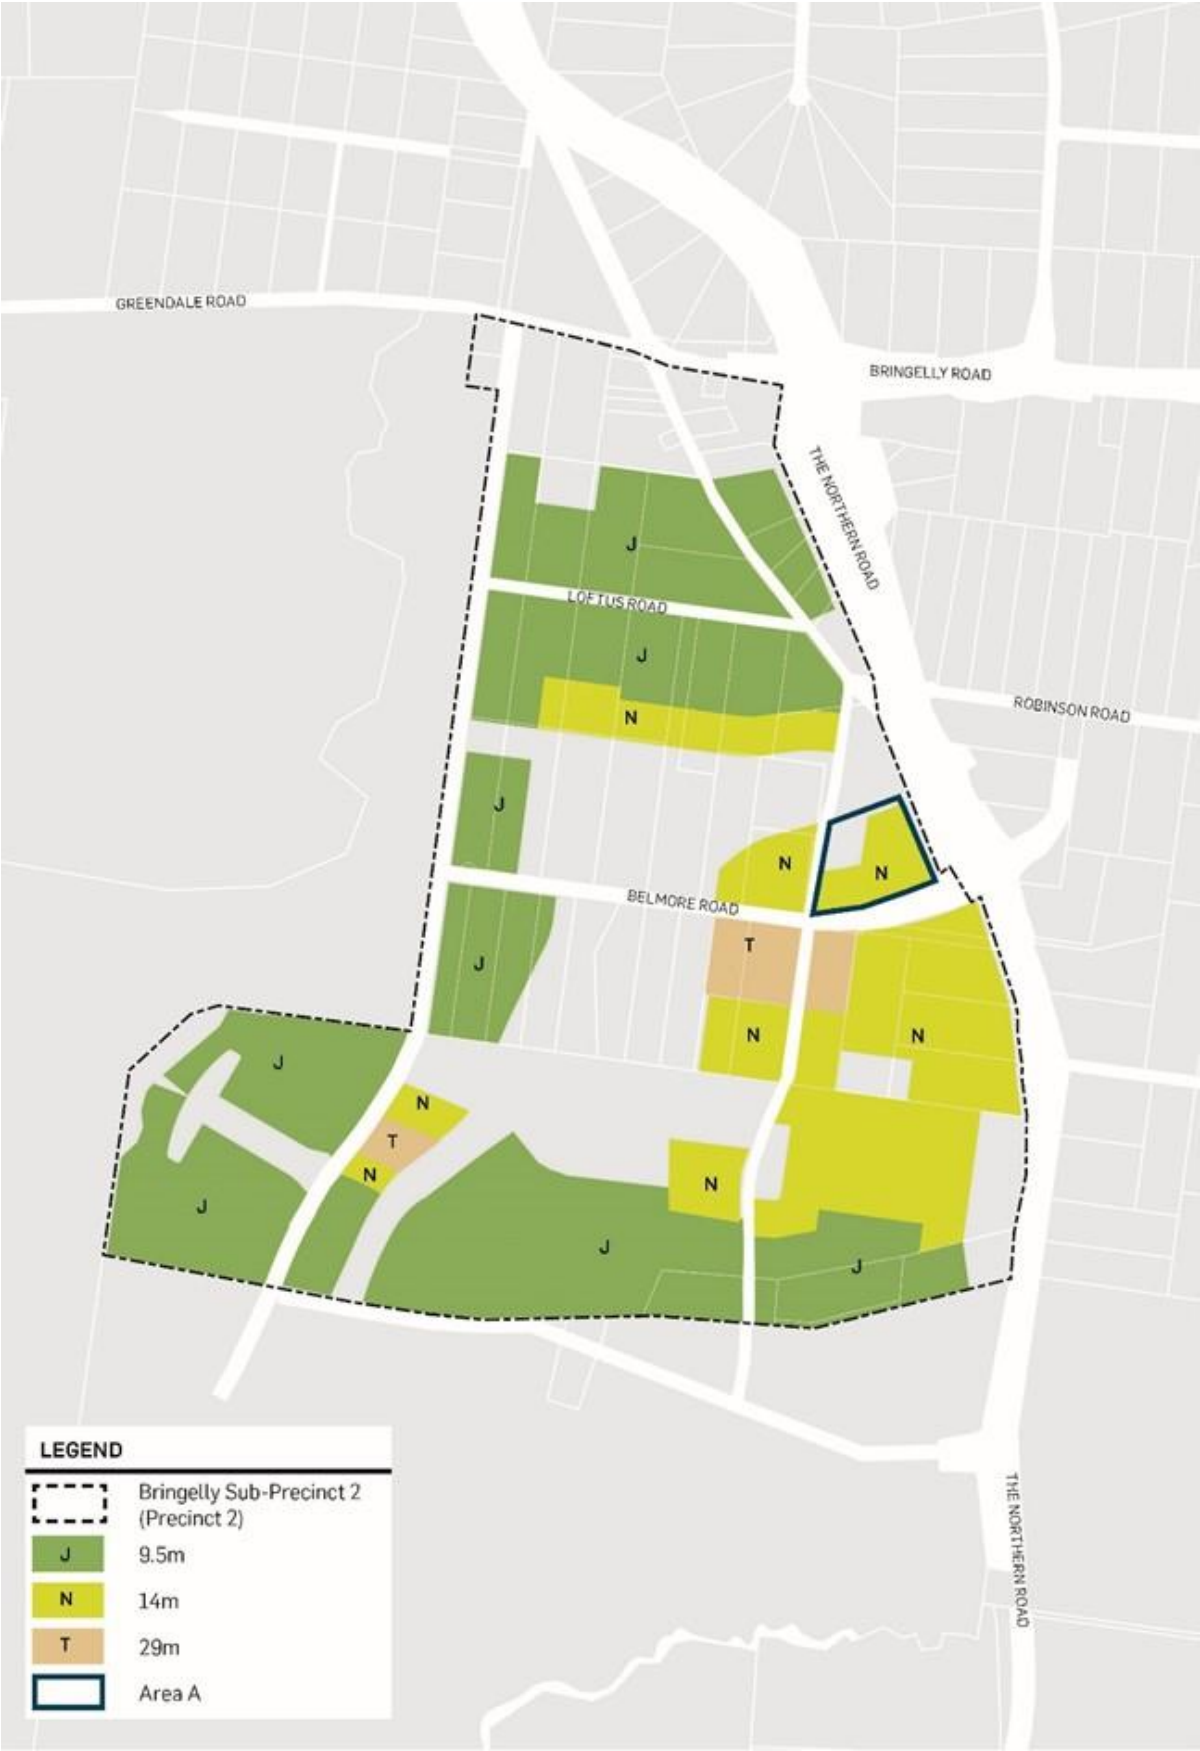 GREENDALE ROAD
BRINGELLY ROAD
THE NORTHERN ROAD
J
LOFTUS ROAD
J
ROBINSON ROAD
N
J
N
N
BELMORE ROAD
T
J
N
N
J
N
T
N
N
J
J
J
LEGEND
Bringelly Sub-Precinct 2
(Precinct 2)
J 9.5m
N 14m
T 29m
Area A
THE NORTHERN ROAD